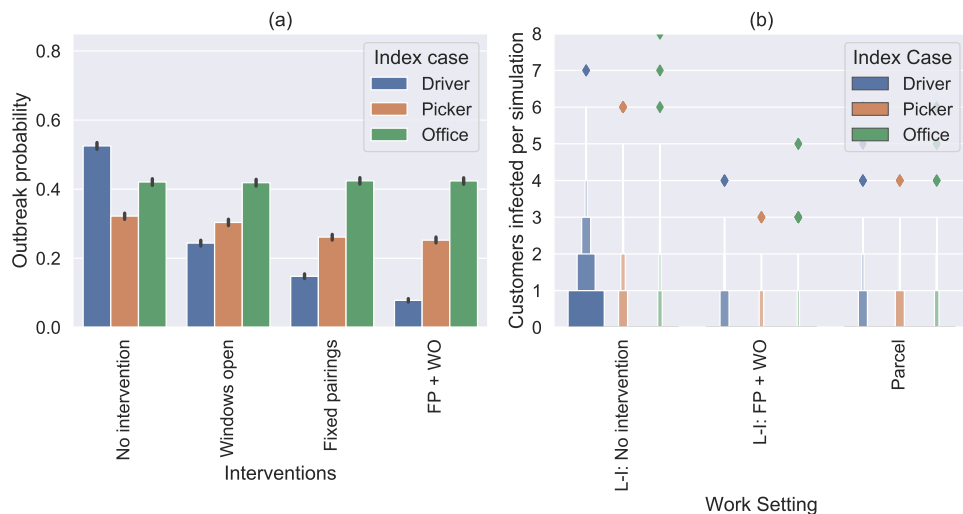 (a)
Outbreak probability
0.8
0.6
0.4
0.2
0.0
Index case
Driver
Picker
Office
No intervention
Windows open
Fixed pairings
FP + WO
Interventions
(b)
Customers infected per simulation
8
7
6
5
4
3
2
1
0
Index Case
Driver
Picker
Office
L-I: No intervention
L-I: FP + WO
Parcel
Work Setting